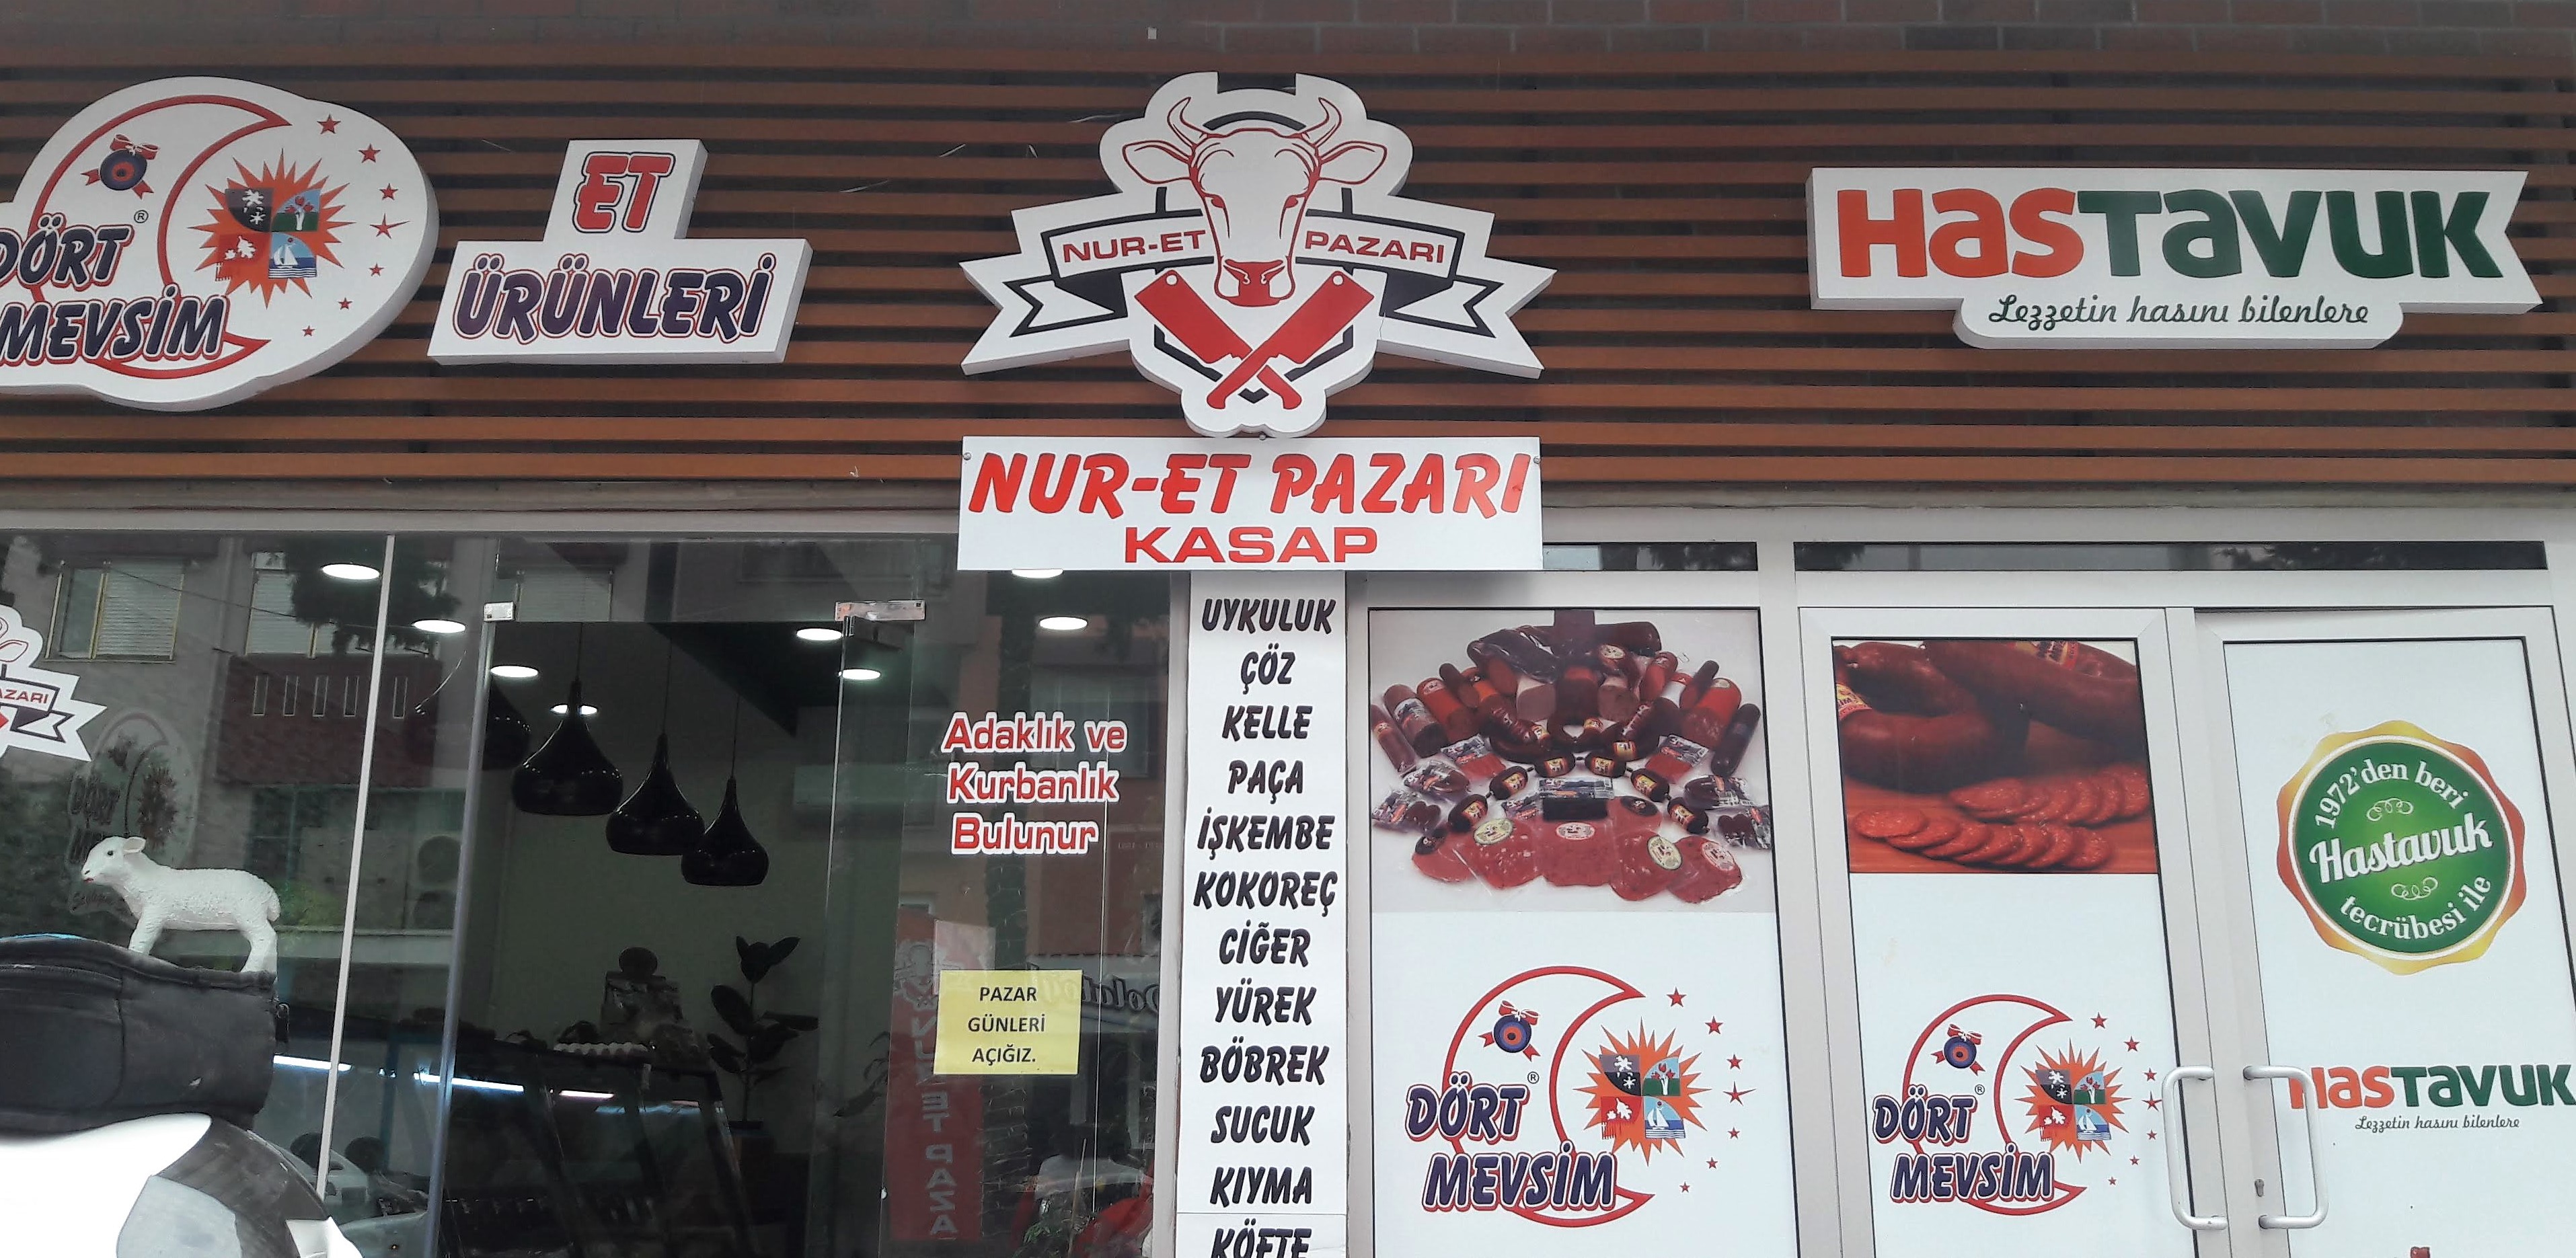 DÖRT
MEVSİM
®
ET
ÜRÜNLERİ
NUR-ET PAZARI
HASTAVUK
Lezzetin hasını bilenlere
NUR-ET PAZARI
KASAP
AZARI
Adaklık ve
Kurbanlık
Bulunur
PAZAR
GÜNLERİ
AÇIĞIZ.
UYKULUK
ÇÖZ
KELLE
PAÇA
İŞKEMBE
KOKOREÇ
CİĞER
YÜREK
BÖBREK
SUCUK
KIYMA
KÖFTE
DÖRT
MEVSİM
®
DÖRT
MEVSİM
®
1972'den beri
Hastavuk
tecrübesi ile
HASTAVUK
Lezzetin hasını bilenlere